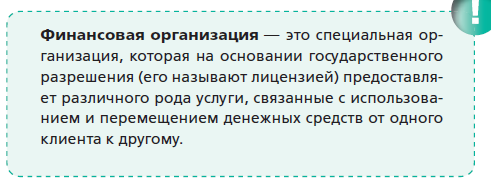 !
Финансовая организация — это специальная ор-
ганизация, которая на основании государственного
разрешения (его называют лицензией) предоставля-
ет различного рода услуги, связанные с использова-
нием и перемещением денежных средств от одного
клиента к другому.